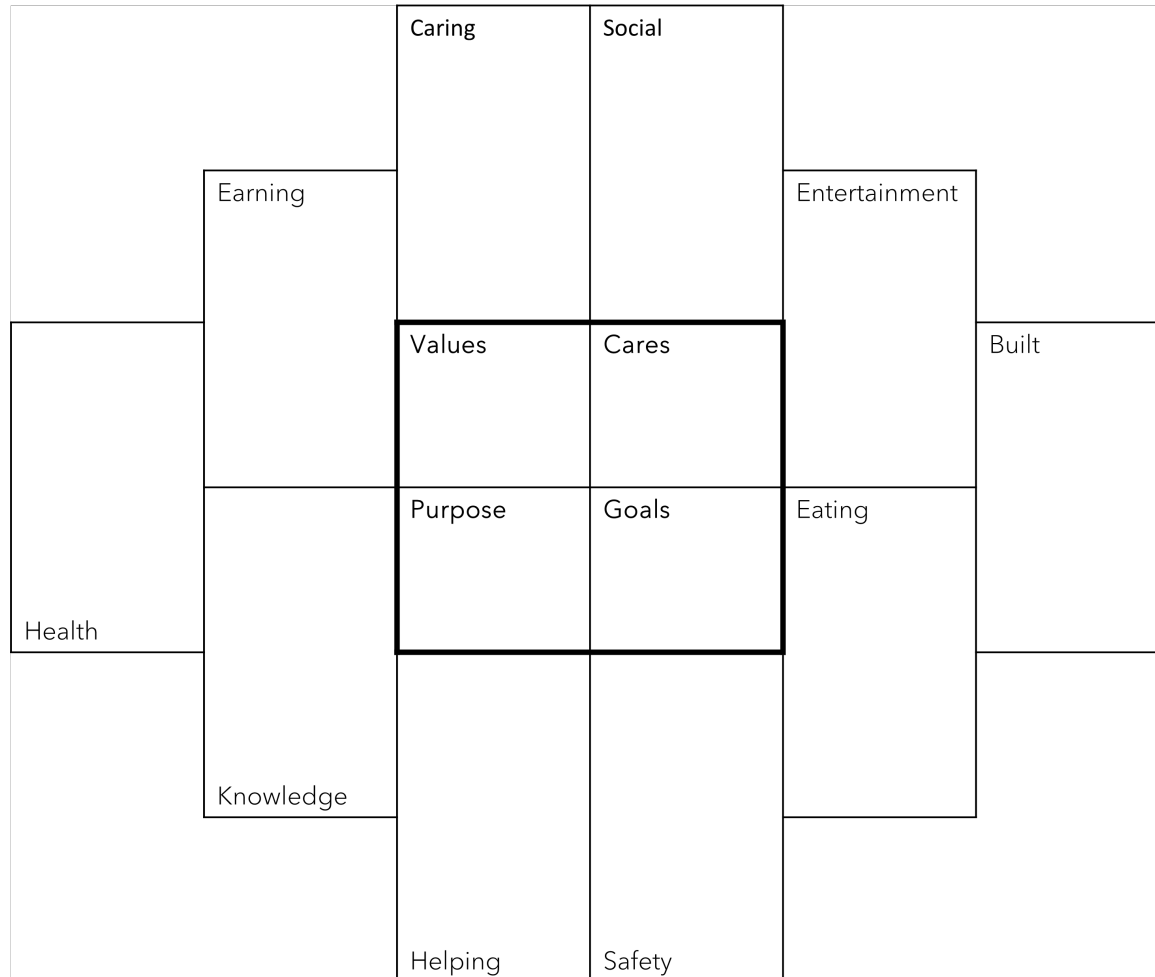 Caring
Social
Earning
Entertainment
Values
Cares
Built
Purpose
Goals
Eating
Health
Knowledge
Helping
Safety